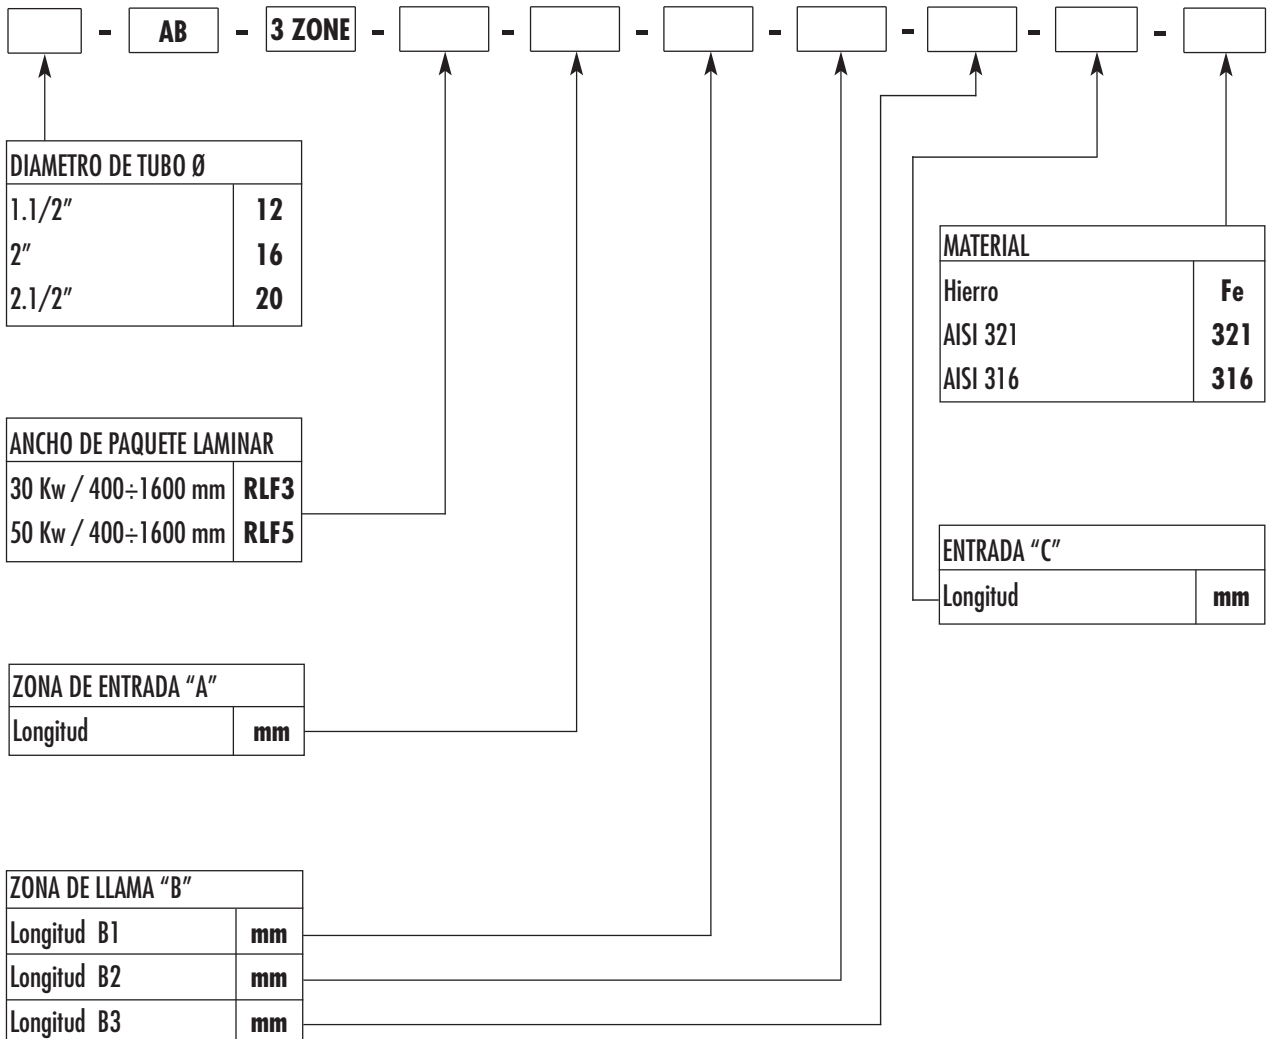 - AB - 3 ZONE - - - - - - -
DIAMETRO DE TUBO Ø
1.1/2” 12
2” 16
2.1/2” 20
MATERIAL
Hierro Fe
AISI 321 321
AISI 316 316
ANCHO DE PAQUETE LAMINAR
30 Kw / 400÷1600 mm RLF3
50 Kw / 400÷1600 mm RLF5
ENTRADA “C”
Longitud mm
ZONA DE ENTRADA “A”
Longitud mm
ZONA DE LLAMA “B”
Longitud B1 mm
Longitud B2 mm
Longitud B3 mm